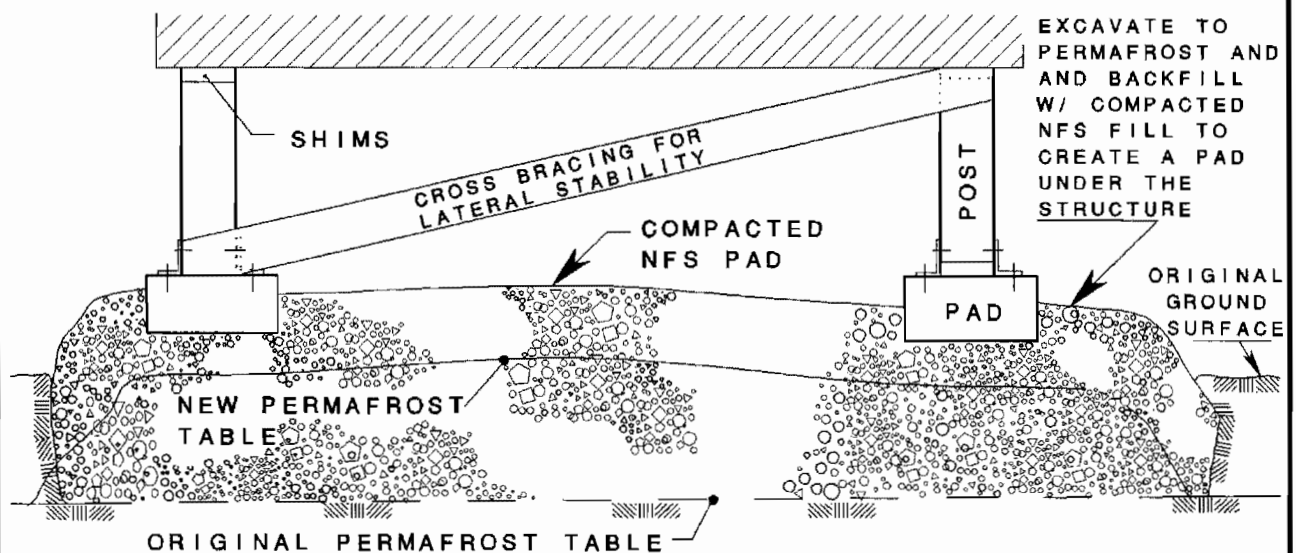 EXCAVATE TO
PERMAFROST AND
AND BACKFILL
W/ COMPACTED
NFS FILL TO
CREATE A PAD
UNDER THE
STRUCTURE
SHIMS
CROSS BRACING FOR
LATERAL STABILITY
POST
COMPACTED
NFS PAD
ORIGINAL
GROUND
SURFACE
PAD
NEW PERMAFROST
TABLE
ORIGINAL PERMAFROST TABLE